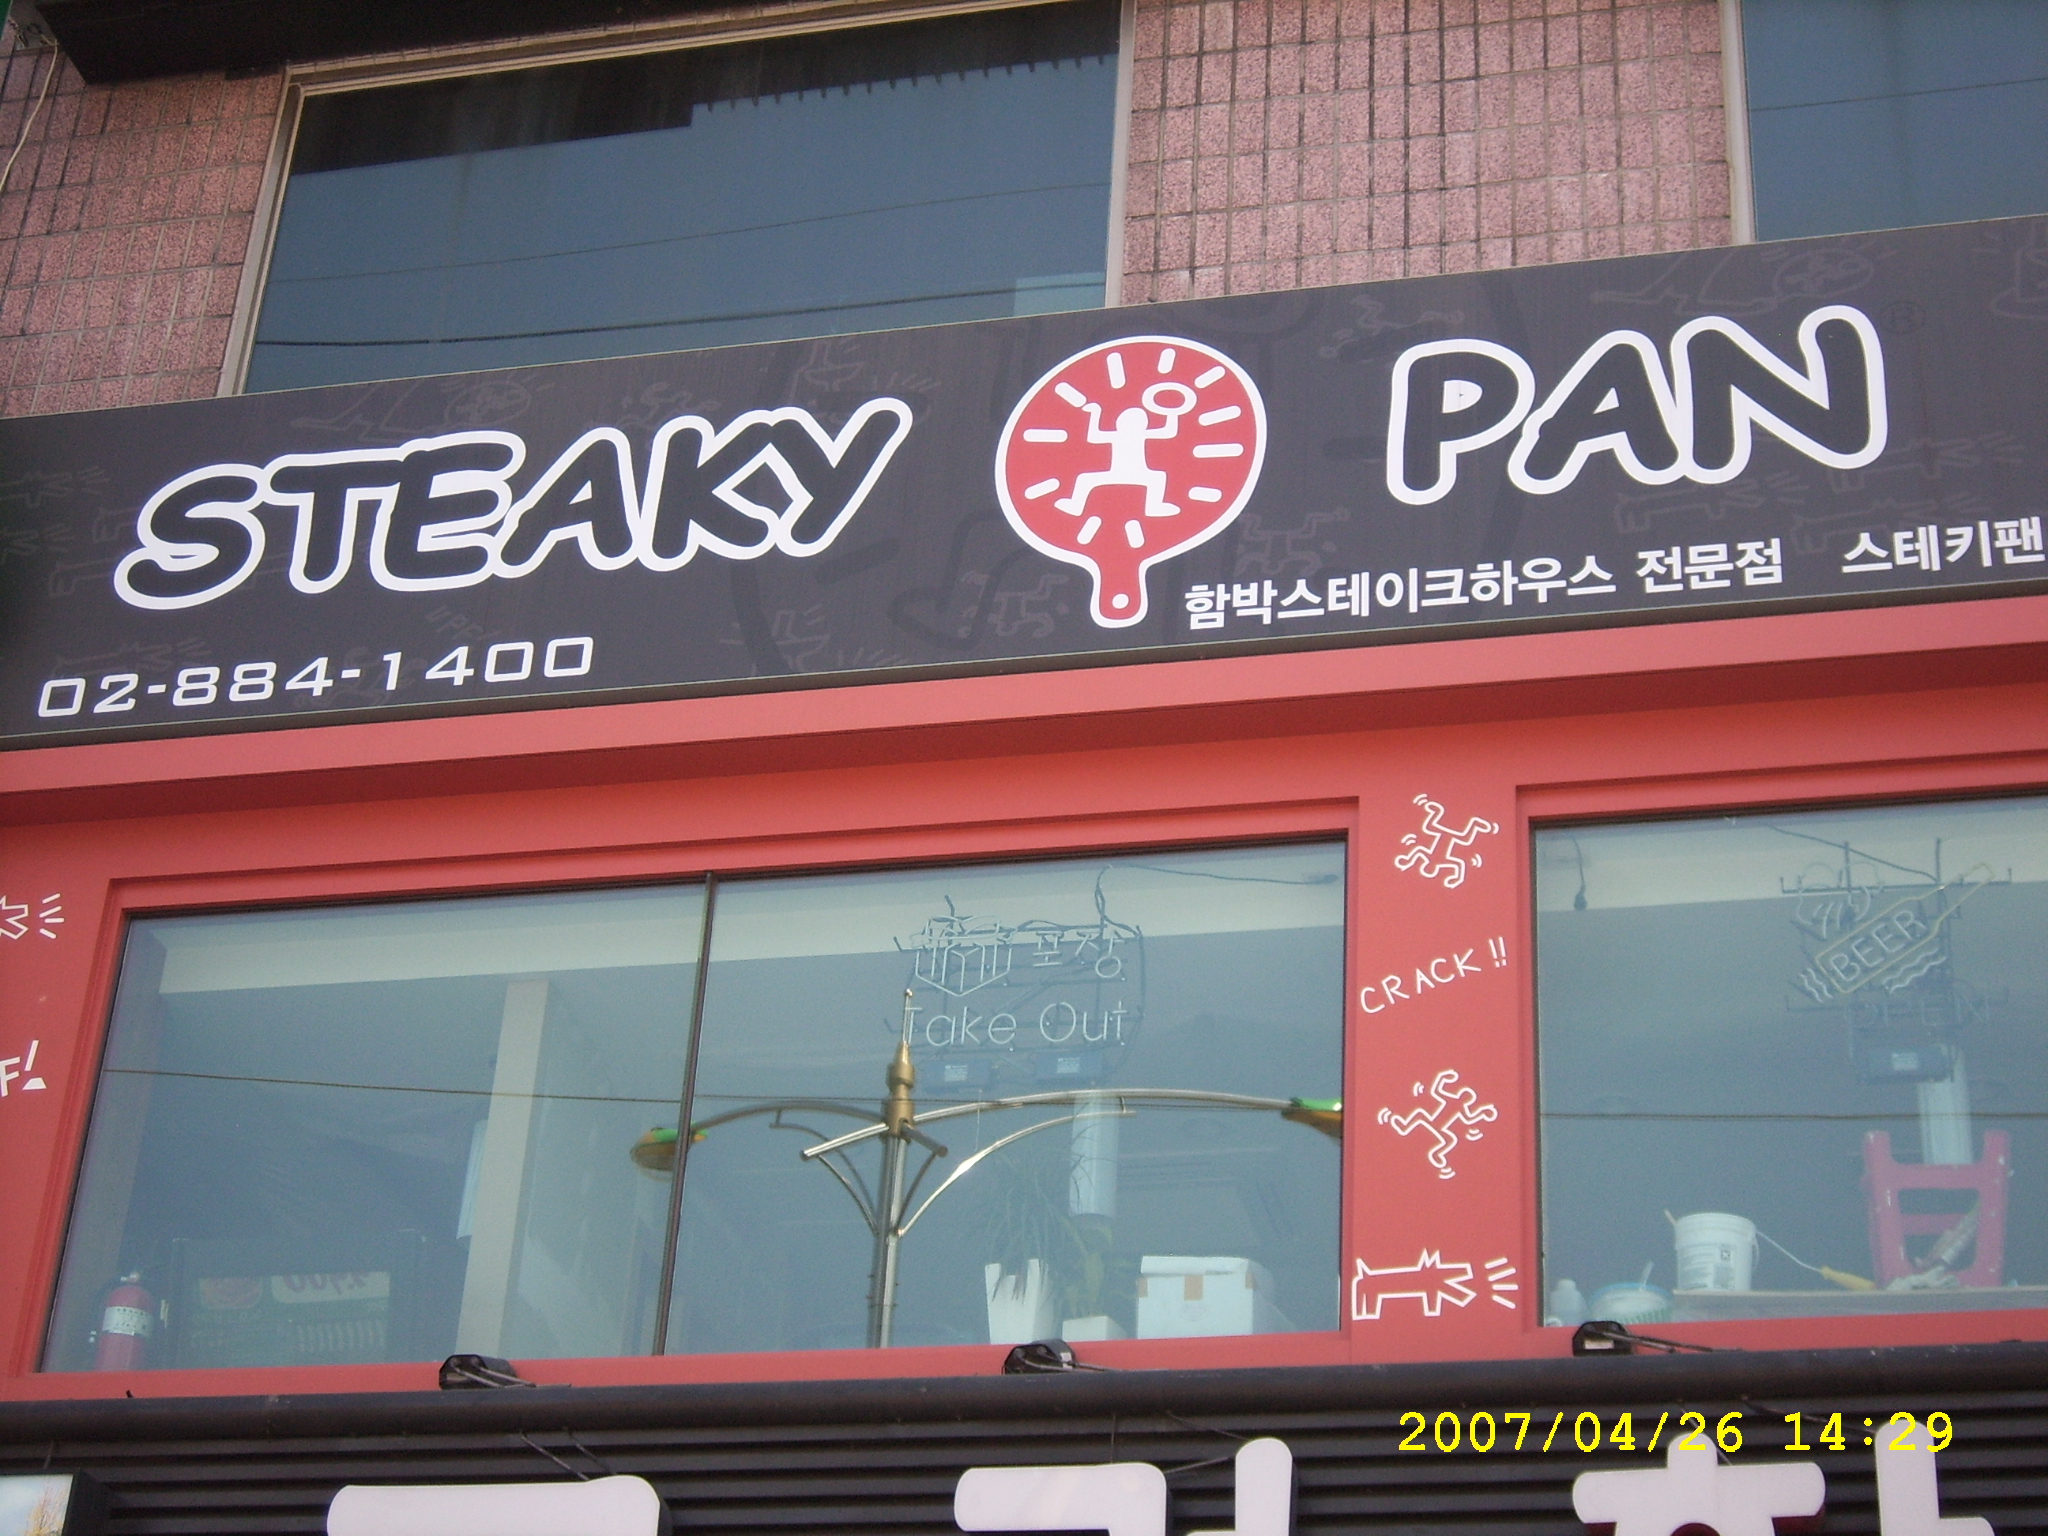 STEAKY PAN
함박스테이크하우스 전문점 스테키팬
02-884-1400
포장
Take Out
CRACK!!
BEER
OPEN
F!
2007/04/26 14:29